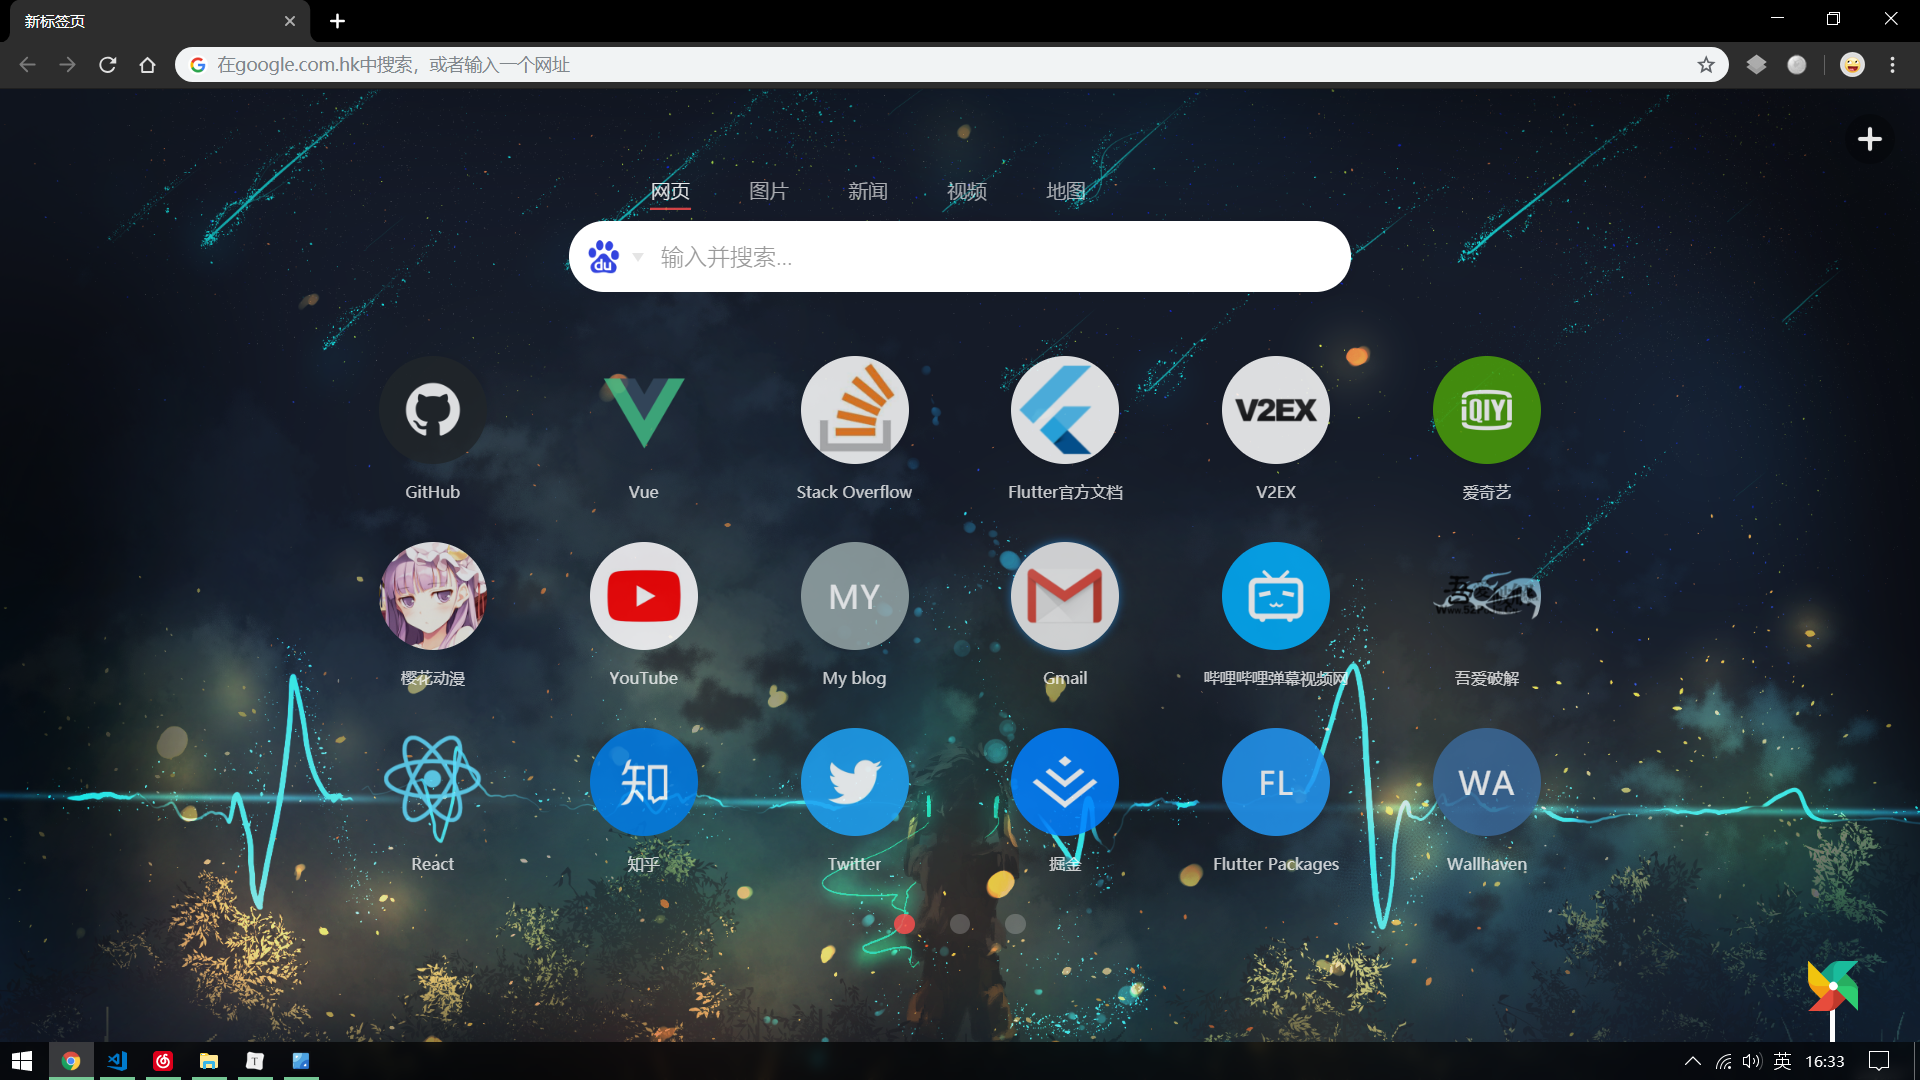 新标签页
在google.com.hk中搜索，或者输入一个网址
网页 图片 新闻 视频 地图
du 输入并搜索...
V2EX iQIYI
GitHub Vue Stack Overflow Flutter官方文档 V2EX 爱奇艺
MY
樱花动漫 YouTube My blog Gmail 哔哩哔哩弹幕视频网 吾爱破解
知 FL WA
React 知乎 Twitter 掘金 Flutter Packages Wallhaven
T 英 16:33